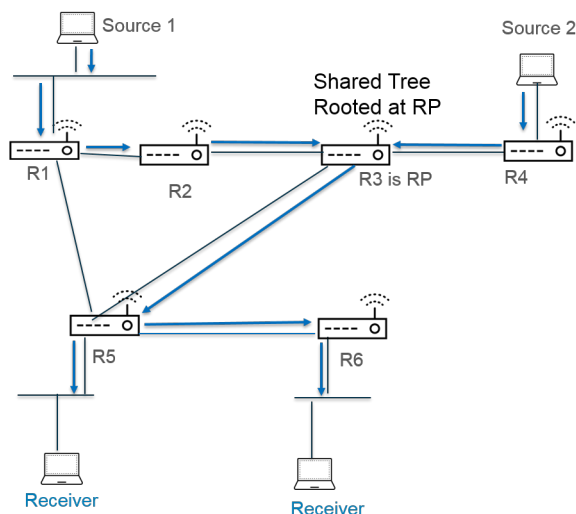 Source 1
Source 2
Shared Tree
Rooted at RP
R1
R2
R3 is RP
R4
R5
R6
Receiver
Receiver